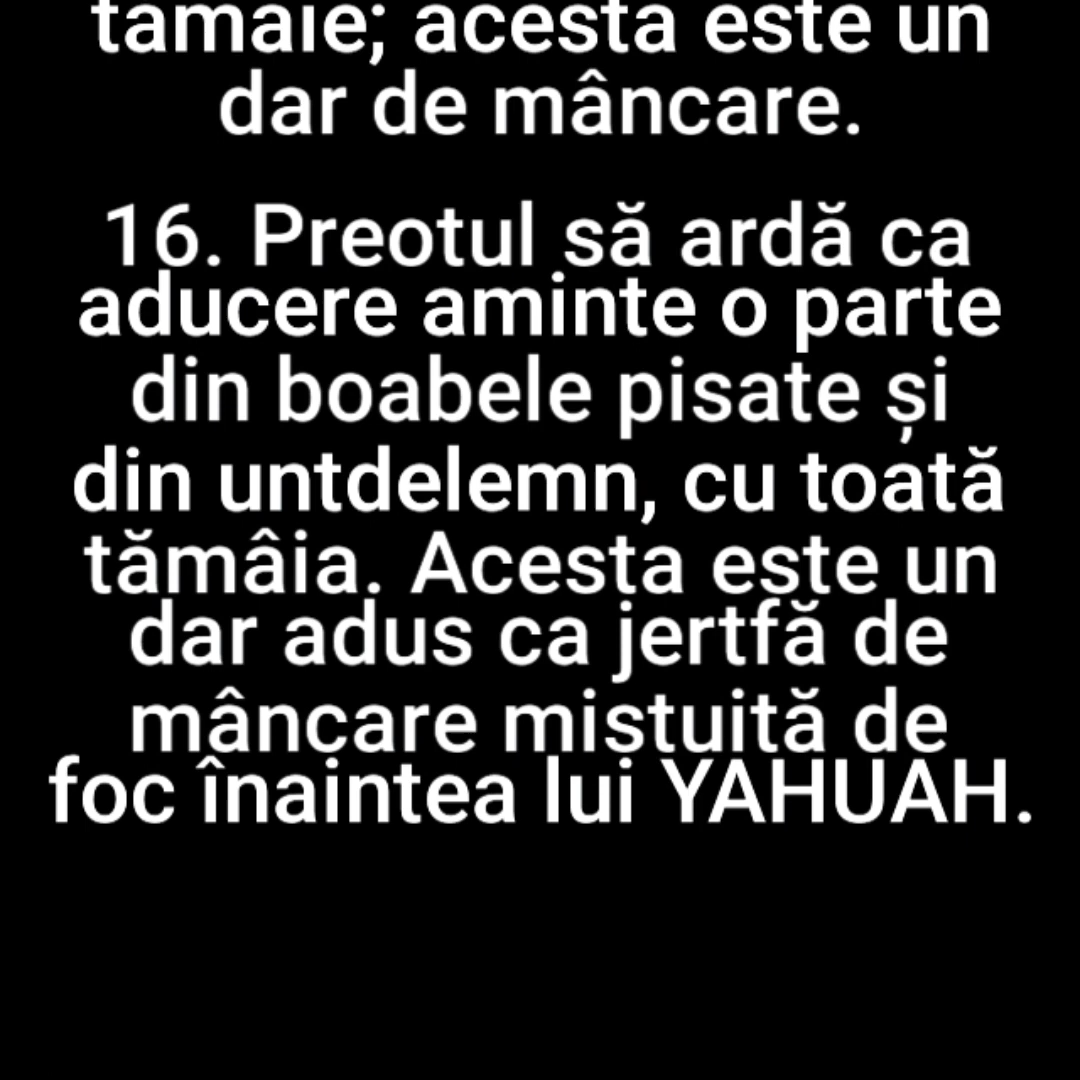 tămâie; acesta este un
dar de mâncare.
16. Preotul să ardă ca
aducere aminte o parte
din boabele pisate și
din untdelemn, cu toată
tămâia. Acesta este un
dar adus ca jertfă de
mâncare mistuită de
foc înaintea lui YAHUAH.